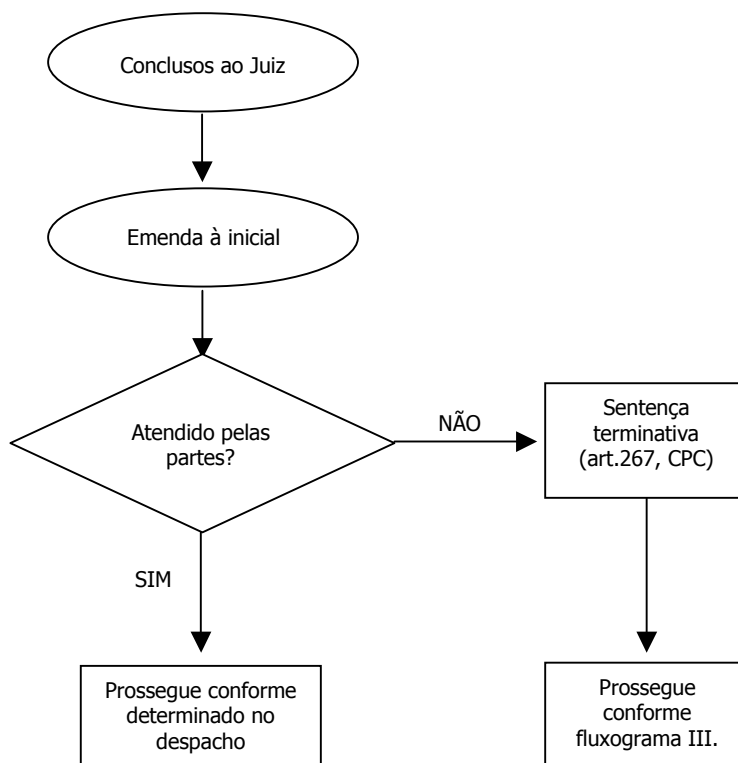 Conclusos ao Juiz
Emenda à inicial
Atendido pelas
partes?
NÃO
Sentença
terminativa
(art.267, CPC)
SIM
Prossegue conforme
determinado no
despacho
Prossegue
conforme
fluxograma III.